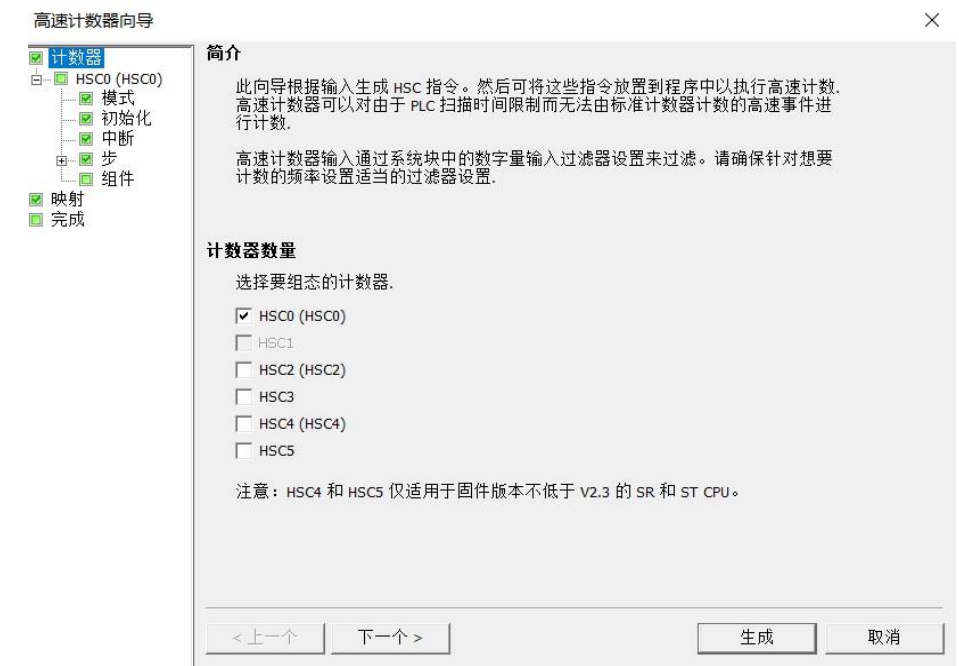 高速计数器向导
计数器
HSC0 (HSC0)
模式
初始化
中断
步
组件
映射
完成
简介
此向导根据输入生成 HSC 指令。然后可将这些指令放置到程序中以执行高速计数.
高速计数器可以对由于 PLC 扫描时间限制而无法由标准计数器计数的高速事件进
行计数.
高速计数器输入通过系统块中的数字量输入过滤器设置来过滤。请确保针对想要
计数的频率设置适当的过滤器设置.
计数器数量
选择要组态的计数器.
HSC0 (HSC0)
HSC1
HSC2 (HSC2)
HSC3
HSC4 (HSC4)
HSC5
注意：HSC4 和 HSC5 仅适用于固件版本不低于 V2.3 的 SR 和 ST CPU。
<上一个
下一个 >
生成
取消